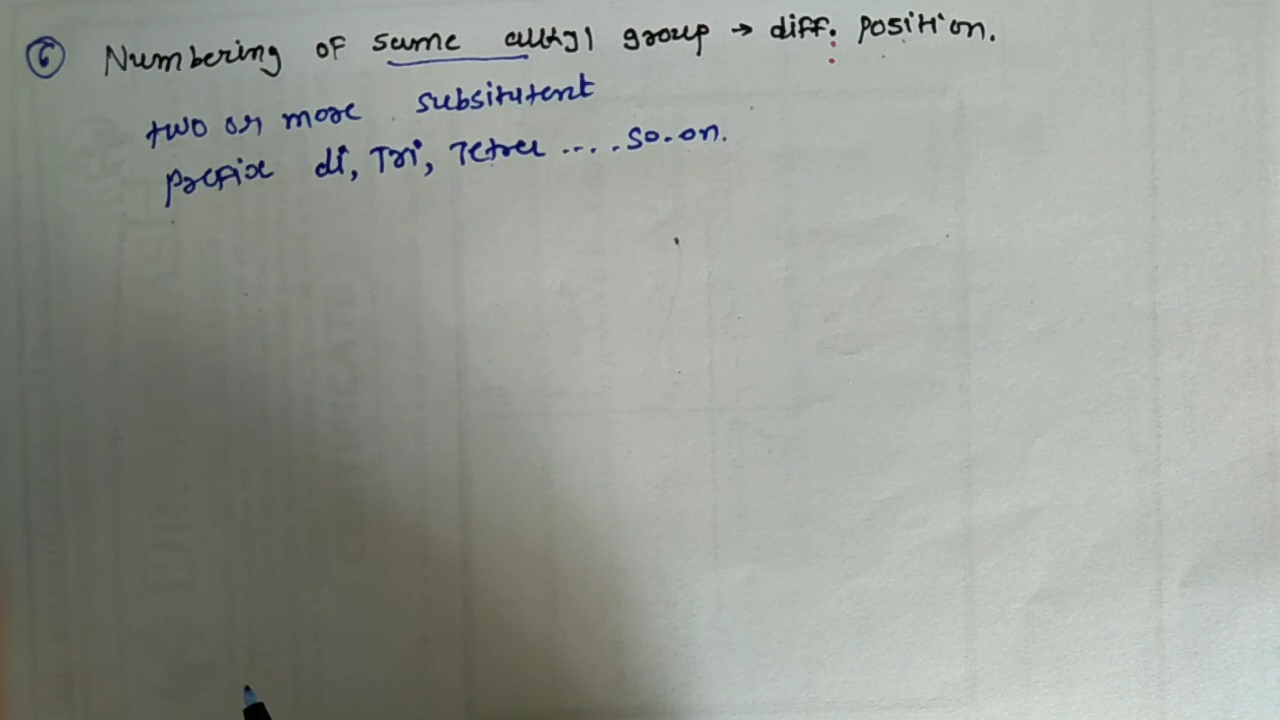 ⑥ Numbering of same alkyl group → diff. position.
two or more subsitutent
prefix di, Tri, Tetra .....so.on.